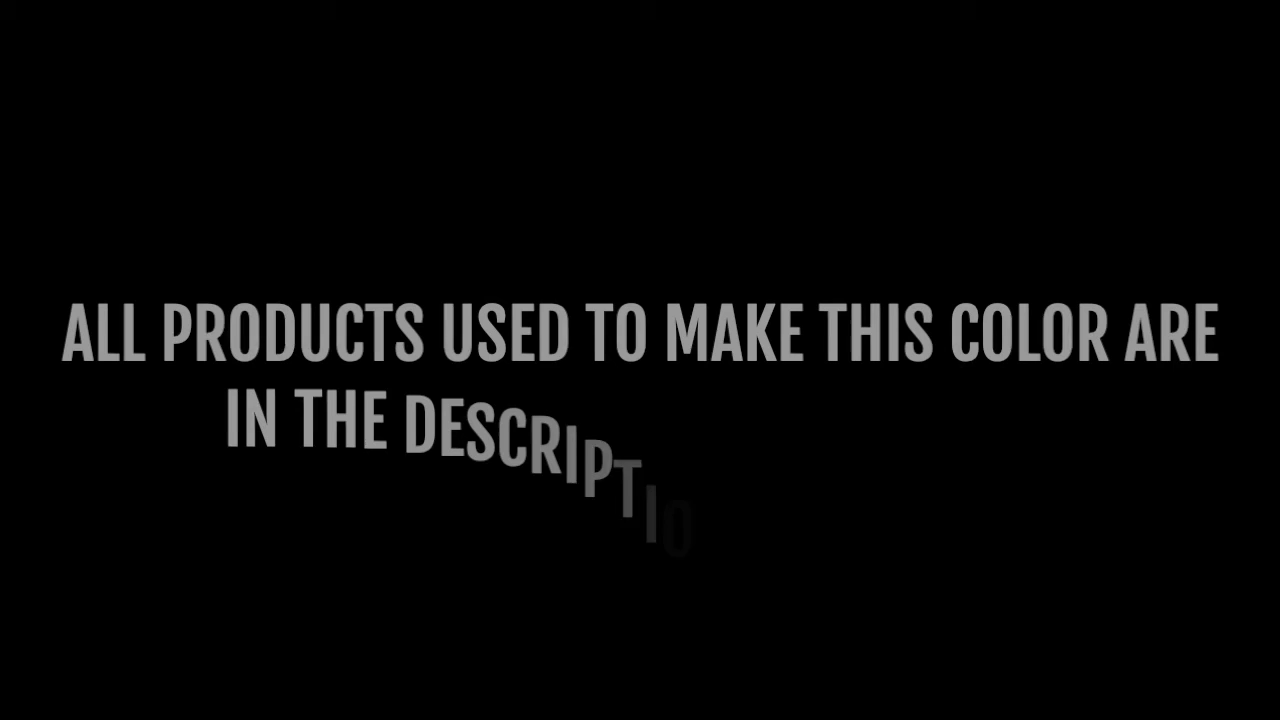 ALL PRODUCTS USED TO MAKE THIS COLOR ARE
IN THE DESCRIPTIO